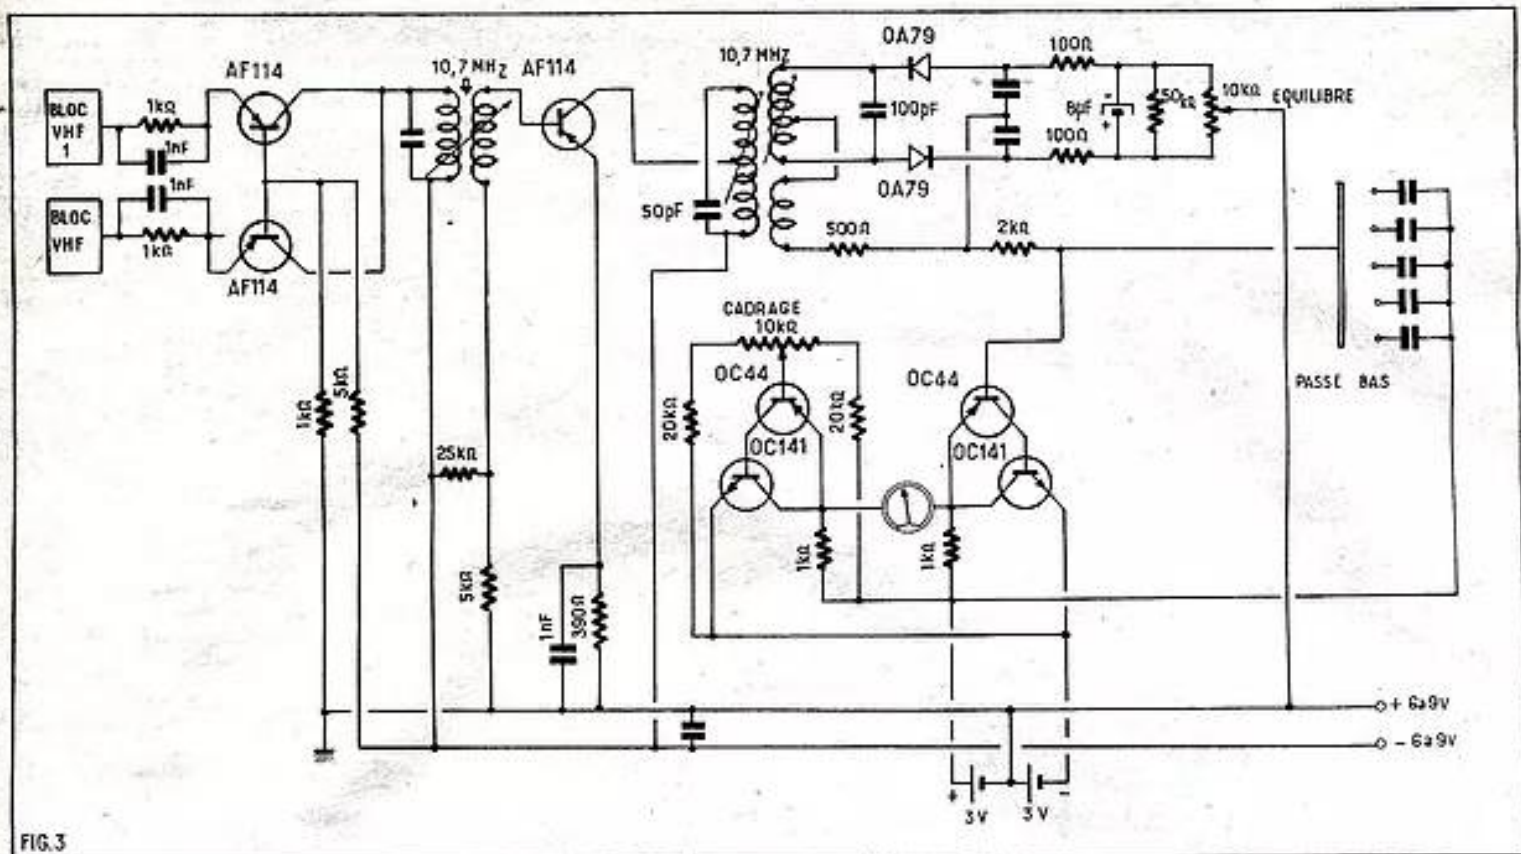 BLOC VHF 1
1kΩ
1nF
AF114
1nF
BLOC VHF
1kΩ
AF114
10,7 MHz
AF114
10,7 MHz
OA79
100pF
OA79
100Ω
8µF
-
+
50kΩ
10kΩ
EQUILIBRE
100Ω
50pF
500Ω
2kΩ
CADRAGE
10kΩ
OC44
OC44
20kΩ
20kΩ
OC141
OC141
PASSE BAS
1kΩ
5kΩ
25kΩ
1kΩ
1kΩ
5kΩ
1nF
390Ω
+ 6à9V
- 6à9V
+
3V
3V
-
FIG.3